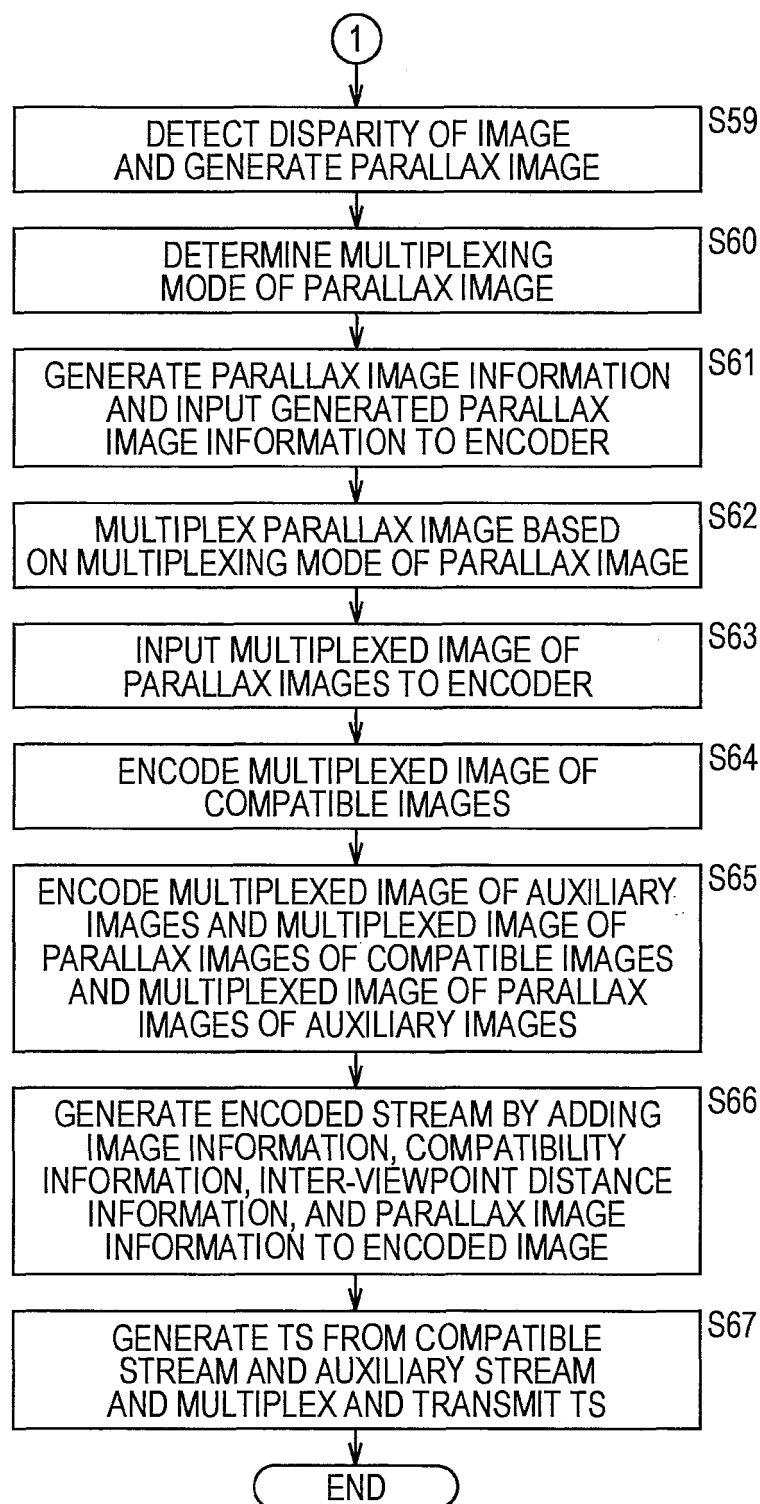 1
DETECT DISPARITY OF IMAGE
AND GENERATE PARALLAX IMAGE
S59
DETERMINE MULTIPLEXING
MODE OF PARALLAX IMAGE
S60
GENERATE PARALLAX IMAGE INFORMATION
AND INPUT GENERATED PARALLAX
IMAGE INFORMATION TO ENCODER
S61
MULTIPLEX PARALLAX IMAGE BASED
ON MULTIPLEXING MODE OF PARALLAX IMAGE
S62
INPUT MULTIPLEXED IMAGE OF
PARALLAX IMAGES TO ENCODER
S63
ENCODE MULTIPLEXED IMAGE OF
COMPATIBLE IMAGES
S64
ENCODE MULTIPLEXED IMAGE OF AUXILIARY
IMAGES AND MULTIPLEXED IMAGE OF
PARALLAX IMAGES OF COMPATIBLE IMAGES
AND MULTIPLEXED IMAGE OF PARALLAX
IMAGES OF AUXILIARY IMAGES
S65
GENERATE ENCODED STREAM BY ADDING
IMAGE INFORMATION, COMPATIBILITY
INFORMATION, INTER-VIEWPOINT DISTANCE
INFORMATION, AND PARALLAX IMAGE
INFORMATION TO ENCODED IMAGE
S66
GENERATE TS FROM COMPATIBLE
STREAM AND AUXILIARY STREAM
AND MULTIPLEX AND TRANSMIT TS
S67
END